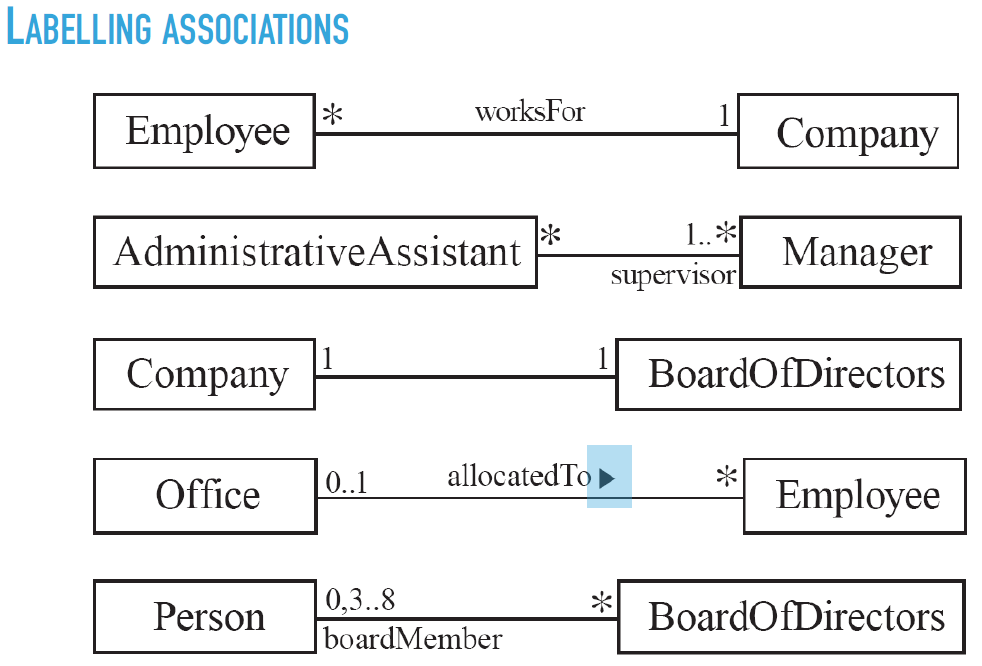 LABELLING ASSOCIATIONS
Employee * worksFor 1 Company
AdministrativeAssistant * 1..* supervisor Manager
Company 1 1 BoardOfDirectors
Office 0..1 allocatedTo ▶ * Employee
Person 0,3..8 boardMember * BoardOfDirectors